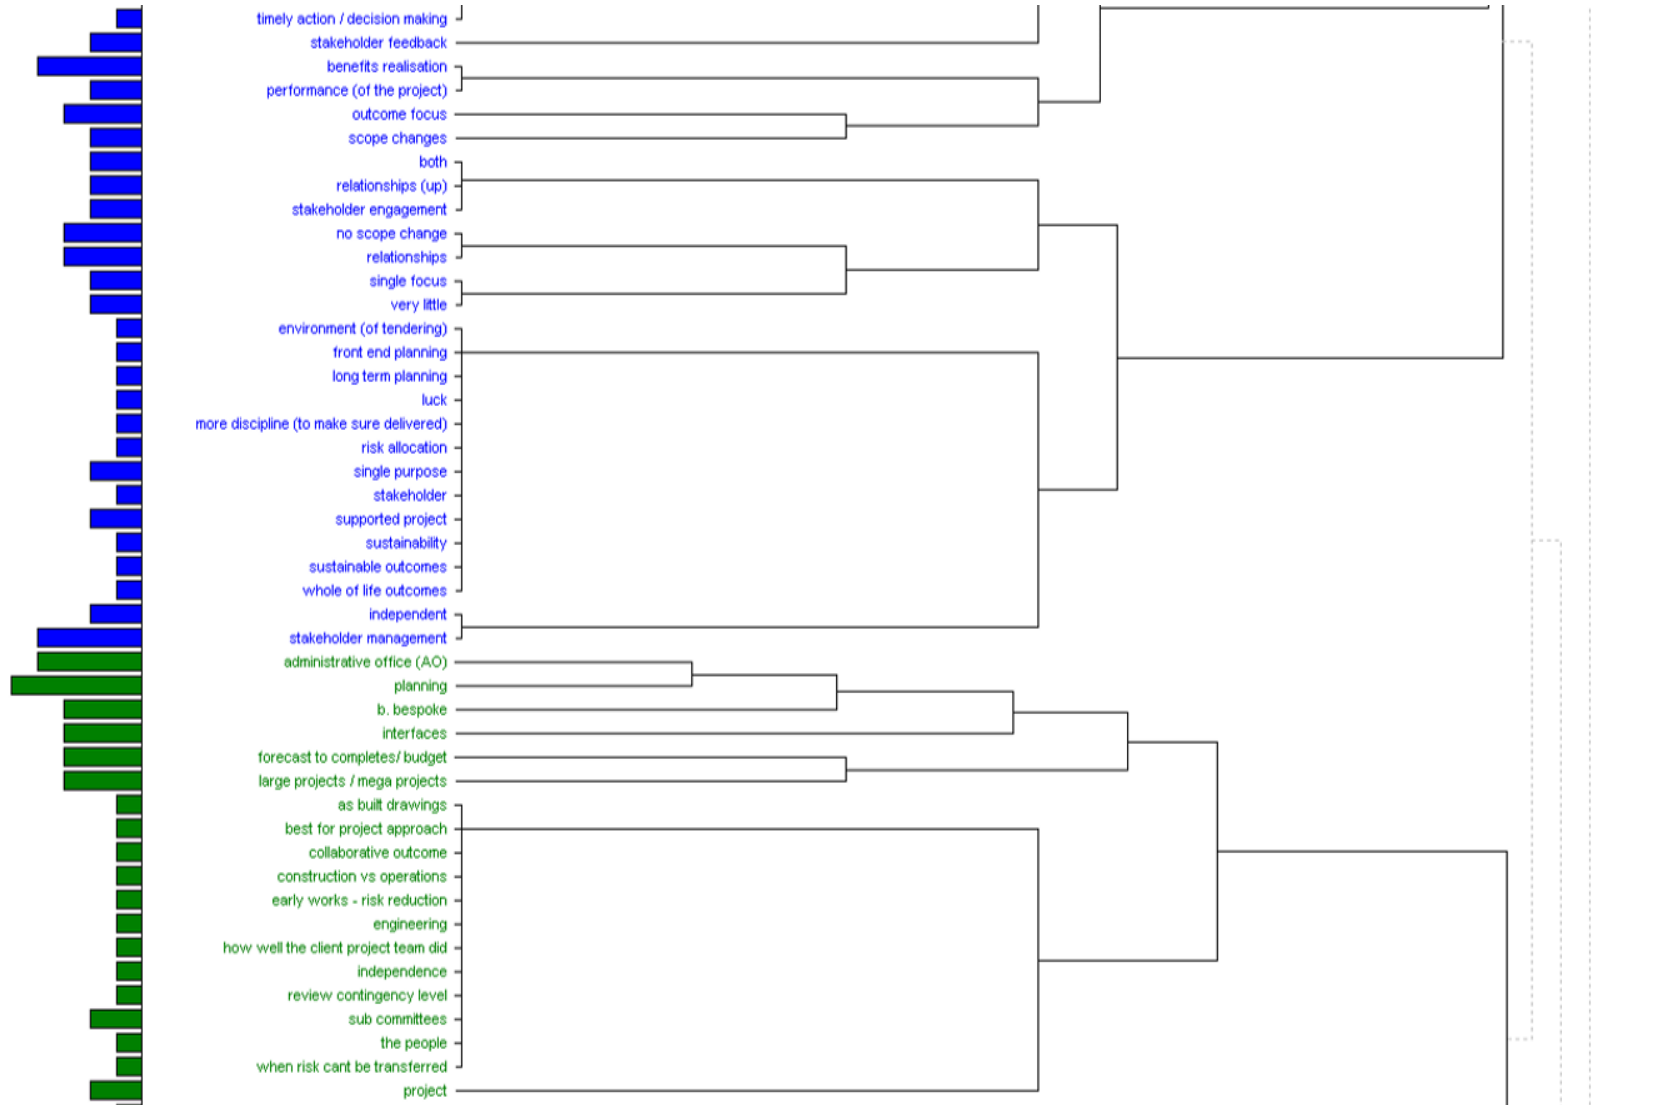 timely action / decision making
stakeholder feedback
benefits realisation
performance (of the project)
outcome focus
scope changes
both
relationships (up)
stakeholder engagement
no scope change
relationships
single focus
very little
environment (of tendering)
front end planning
long term planning
luck
more discipline (to make sure delivered)
risk allocation
single purpose
stakeholder
supported project
sustainability
sustainable outcomes
whole of life outcomes
independent
stakeholder management
administrative office (AO)
planning
b. bespoke
interfaces
forecast to completes/ budget
large projects / mega projects
as built drawings
best for project approach
collaborative outcome
construction vs operations
early works - risk reduction
engineering
how well the client project team did
independence
review contingency level
sub committees
the people
when risk cant be transferred
project